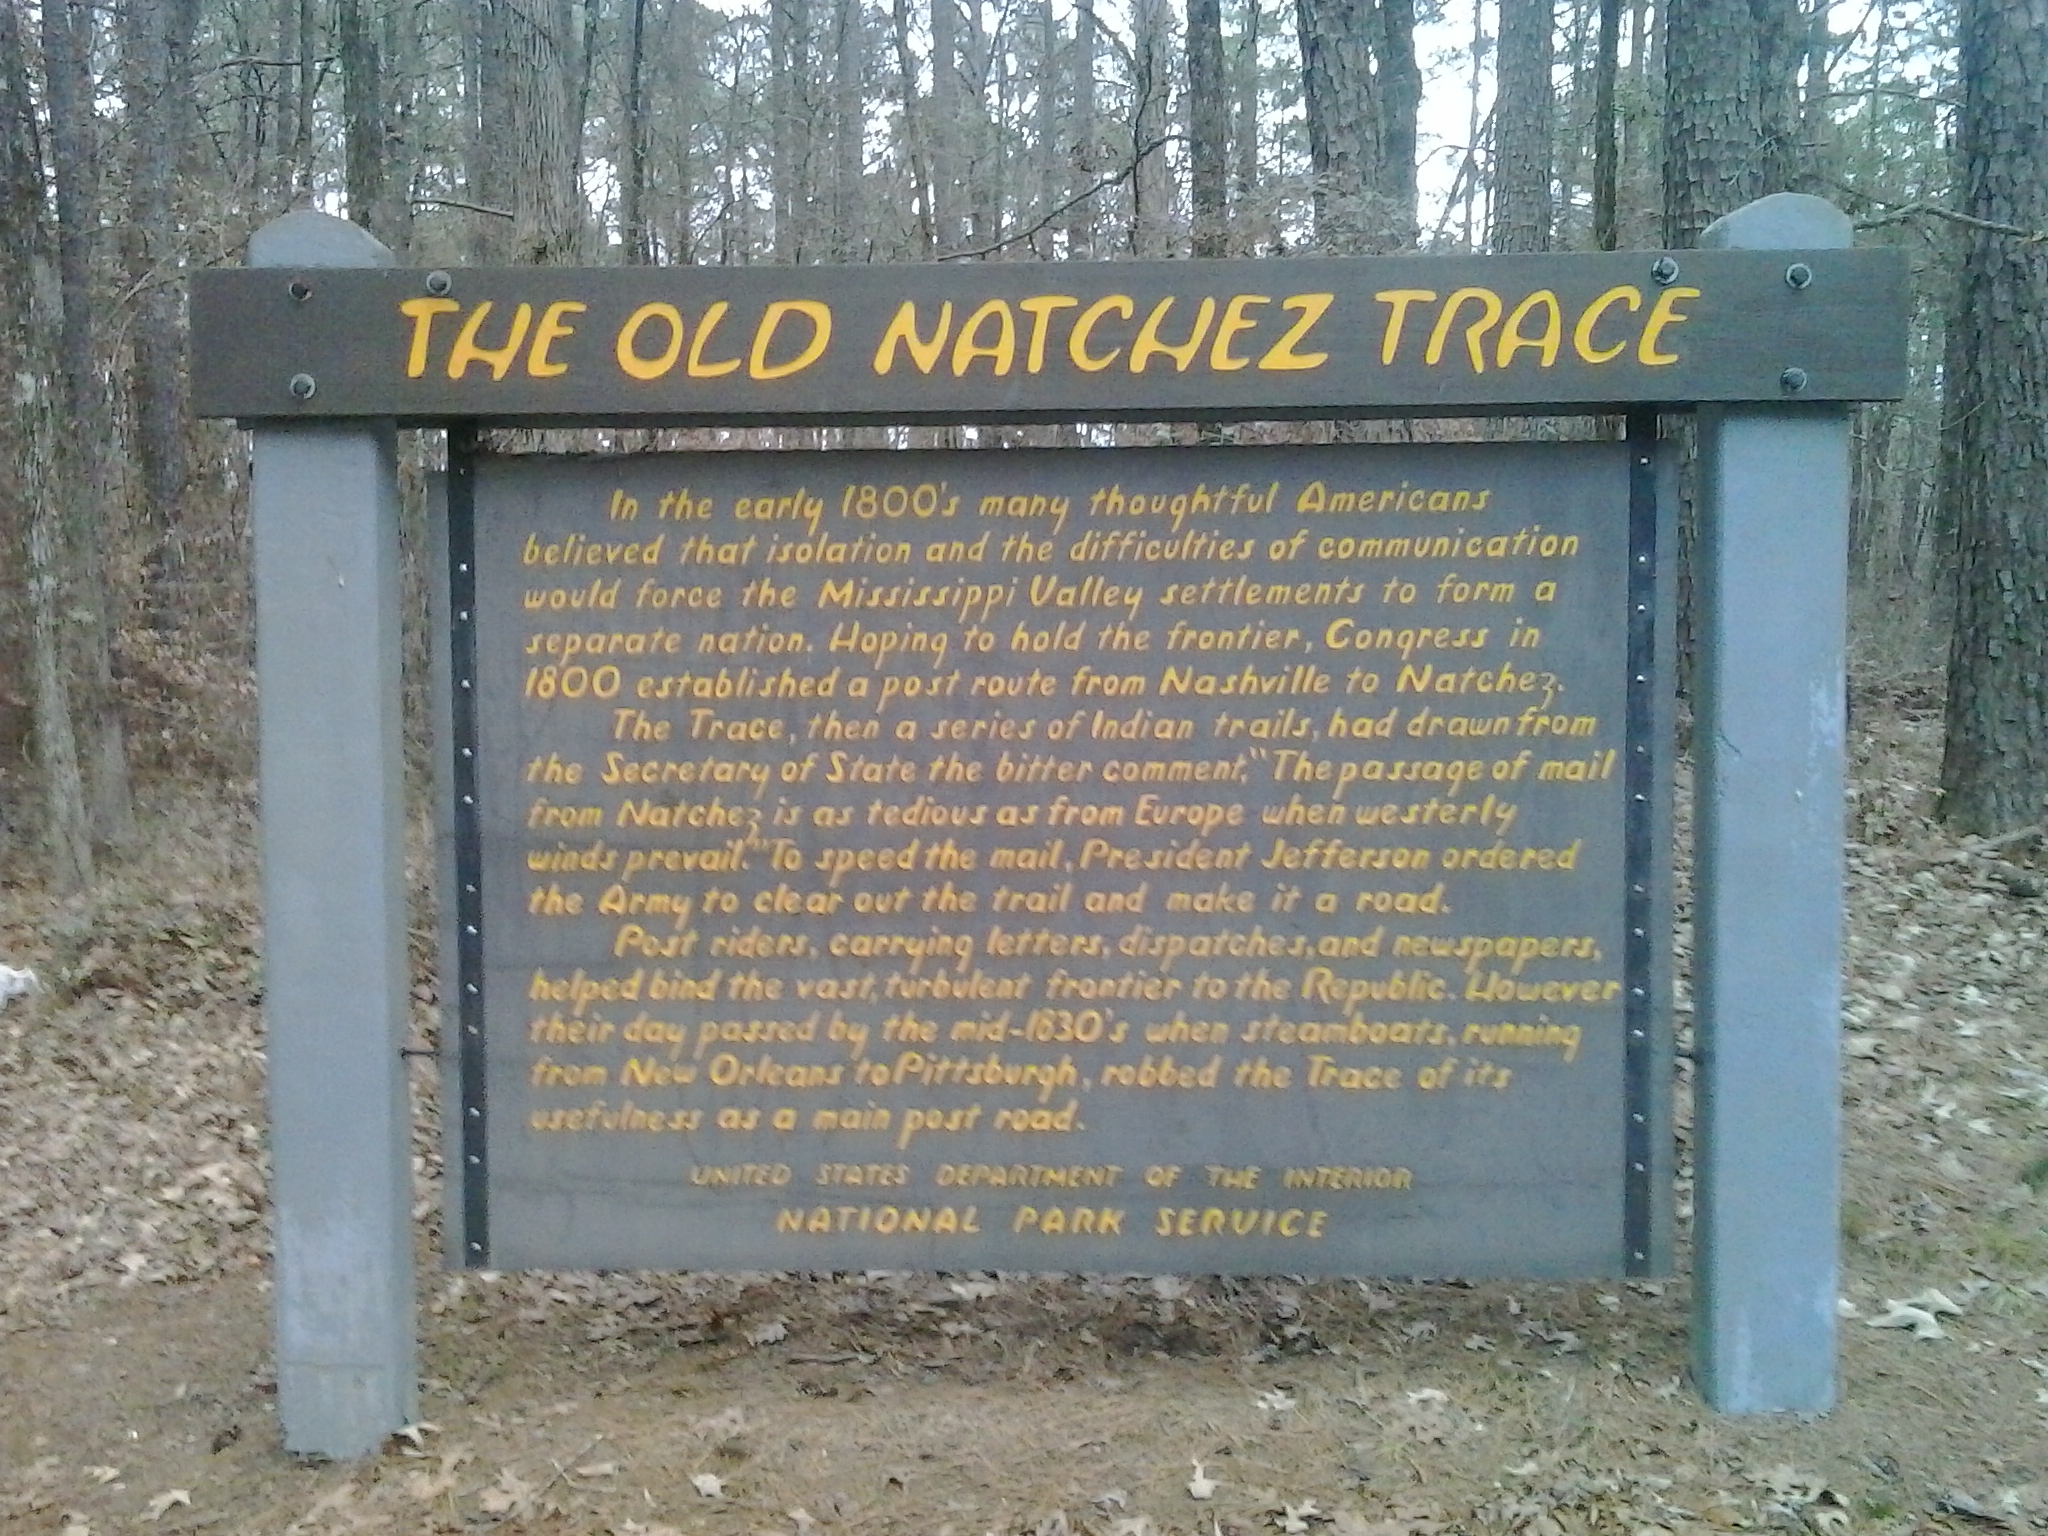 THE OLD NATCHEZ TRACE
In the early 1800's many thoughtful Americans
believed that isolation and the difficulties of communication
would force the Mississippi Valley settlements to form a
separate nation. Hoping to hold the frontier, Congress in
1800 established a post route from Nashville to Natchez.
The Trace, then a series of Indian trails, had drawn from
the Secretary of State the bitter comment, "The passage of mail
from Natchez is as tedious as from Europe when westerly
winds prevail." To speed the mail, President Jefferson ordered
the Army to clear out the trail and make it a road.
Post riders, carrying letters, dispatches, and newspapers,
helped bind the vast, turbulent frontier to the Republic. However
their day passed by the mid-1830's when steamboats, running
from New Orleans to Pittsburgh, robbed the Trace of its
usefulness as a main post road.
UNITED STATES DEPARTMENT OF THE INTERIOR
NATIONAL PARK SERVICE